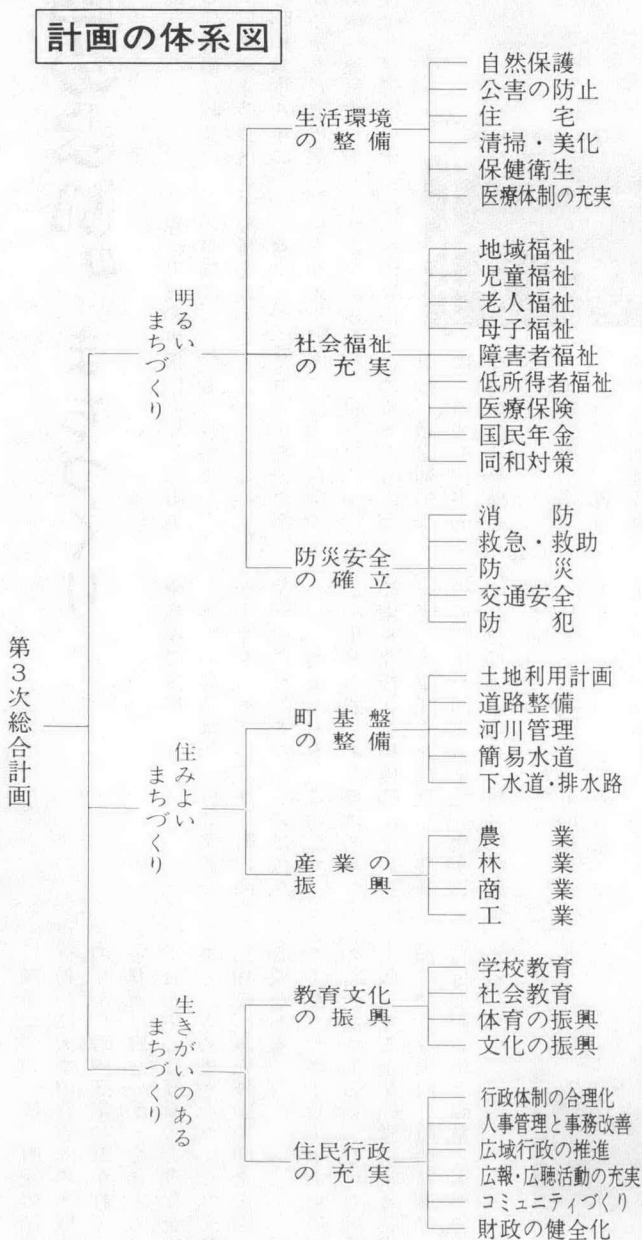 計画の体系図
第3次総合計画
明るい
まちづくり
生活環境
の整備
自然保護
公害の防止
住宅
清掃・美化
保健衛生
医療体制の充実
社会福祉
の充実
地域福祉
児童福祉
老人福祉
母子福祉
障害者福祉
低所得者福祉
医療保険
国民年金
同和対策
防災安全
の確立
消防
救急・救助
防災
交通安全
防犯
住みよい
まちづくり
町基盤
の整備
土地利用計画
道路整備
河川管理
簡易水道
下水道・排水路
産業の
振興
農業
林業
商業
工業
生きがいのある
まちづくり
教育文化
の振興
学校教育
社会教育
体育の振興
文化の振興
住民行政
の充実
行政体制の合理化
人事管理と事務改善
広域行政の推進
広報・広聴活動の充実
コミュニティづくり
財政の健全化